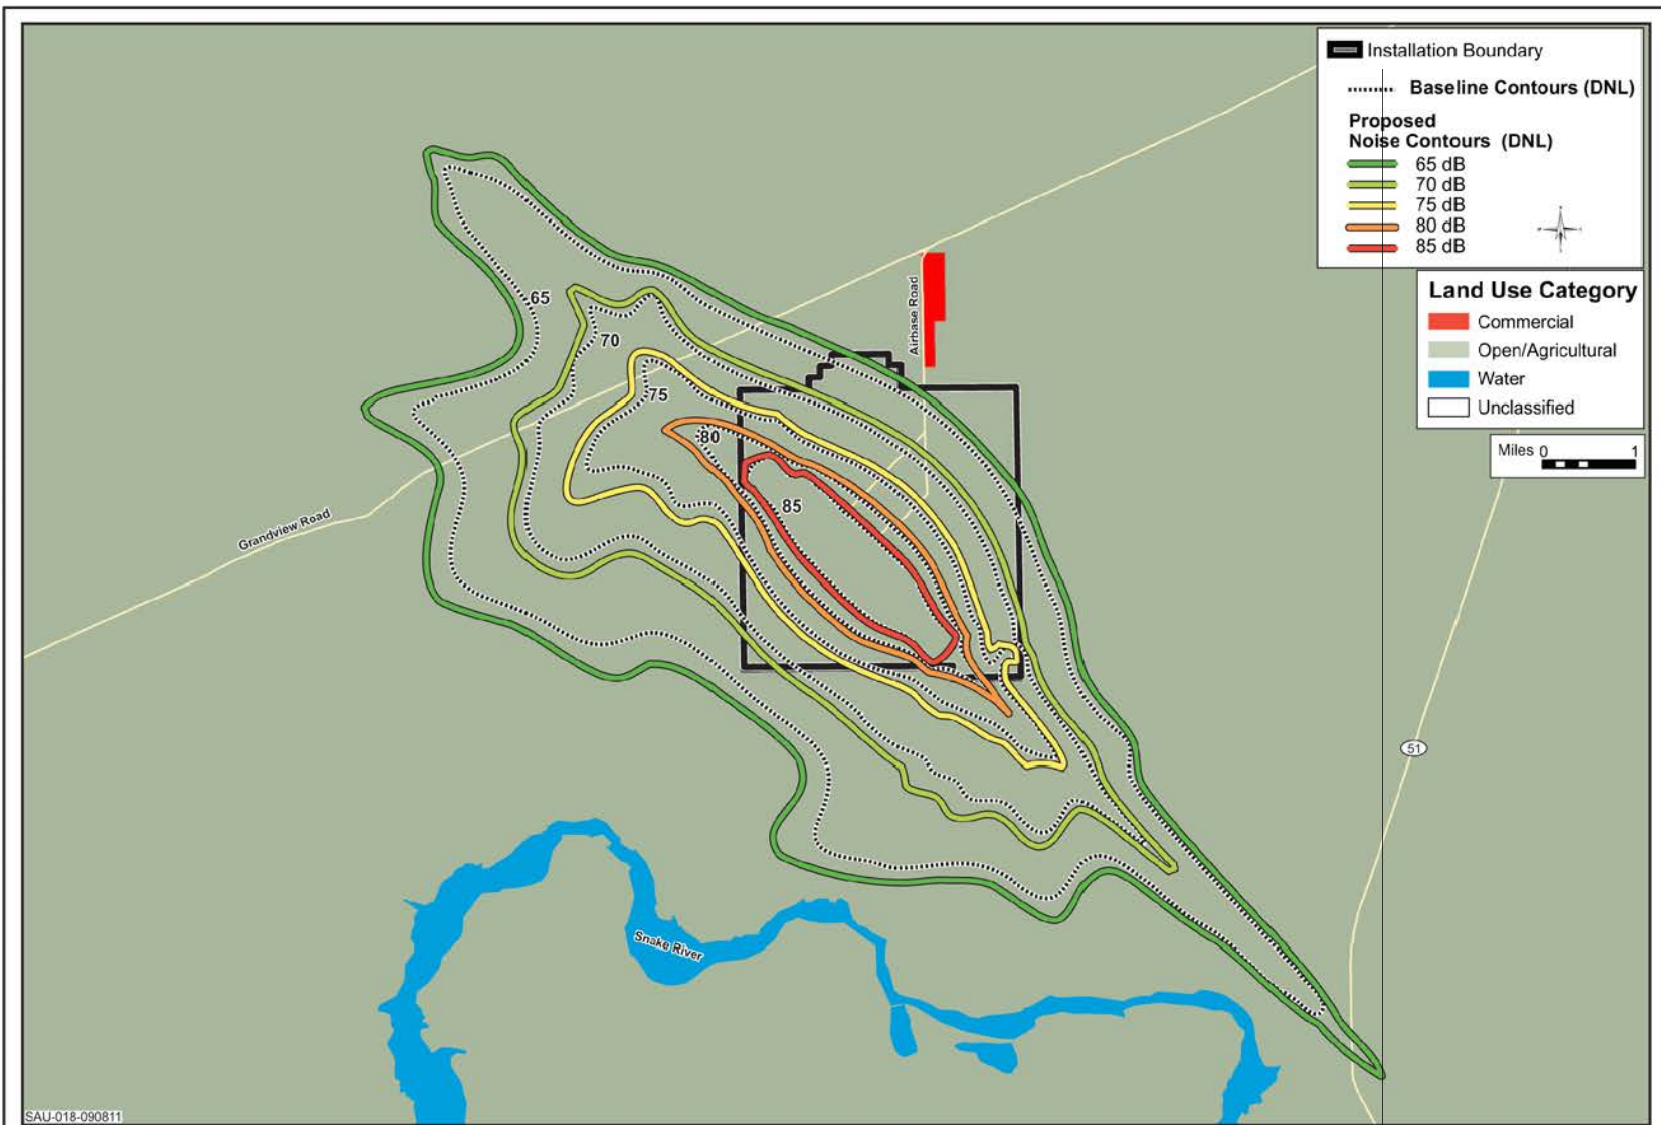 Installation Boundary
Baseline Contours (DNL)
Proposed
Noise Contours (DNL)
65 dB
70 dB
75 dB
80 dB
85 dB
Land Use Category
Commercial
Open/Agricultural
Water
Unclassified
Miles 0 1
65
70
75
80
85
Airbase Road
Grandview Road
51
Snake River
SAU-018-090811